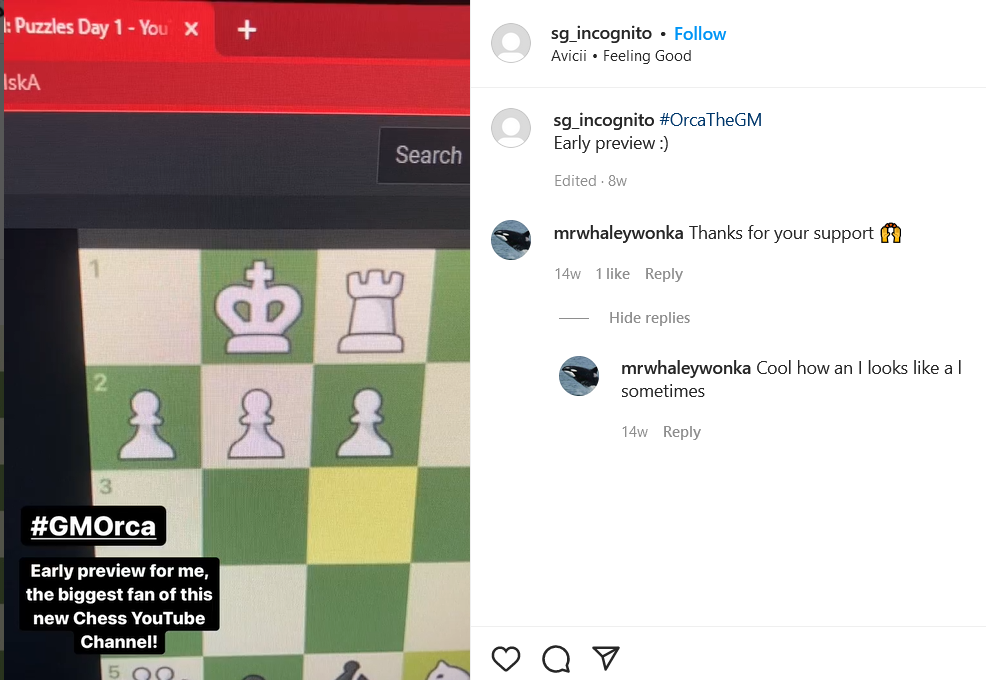 : Puzzles Day 1 - You
IskA
Search
1
2
3
5
#GMOrca
Early preview for me,
the biggest fan of this
new Chess YouTube
Channel!
sg_incognito • Follow
Avicii • Feeling Good
sg_incognito #OrcaTheGM
Early preview :)
Edited · 8w
mrwhaleywonka Thanks for your support 🙌
14w 1 like Reply
Hide replies
mrwhaleywonka Cool how an I looks like a l
sometimes
14w Reply